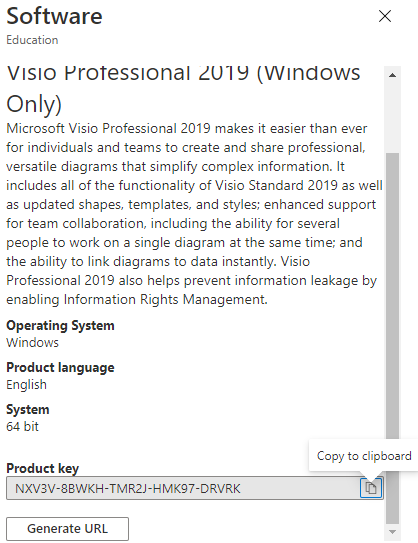 Software
Education
Visio Professional 2019 (Windows
Only)
Microsoft Visio Professional 2019 makes it easier than ever
for individuals and teams to create and share professional,
versatile diagrams that simplify complex information. It
includes all of the functionality of Visio Standard 2019 as well
as updated shapes, templates, and styles; enhanced support
for team collaboration, including the ability for several
people to work on a single diagram at the same time; and
the ability to link diagrams to data instantly. Visio
Professional 2019 also helps prevent information leakage by
enabling Information Rights Management.
Operating System
Windows
Product language
English
System
64 bit
Copy to clipboard
Product key
NXV3V-8BWKH-TMR2J-HMK97-DRVRK
Generate URL